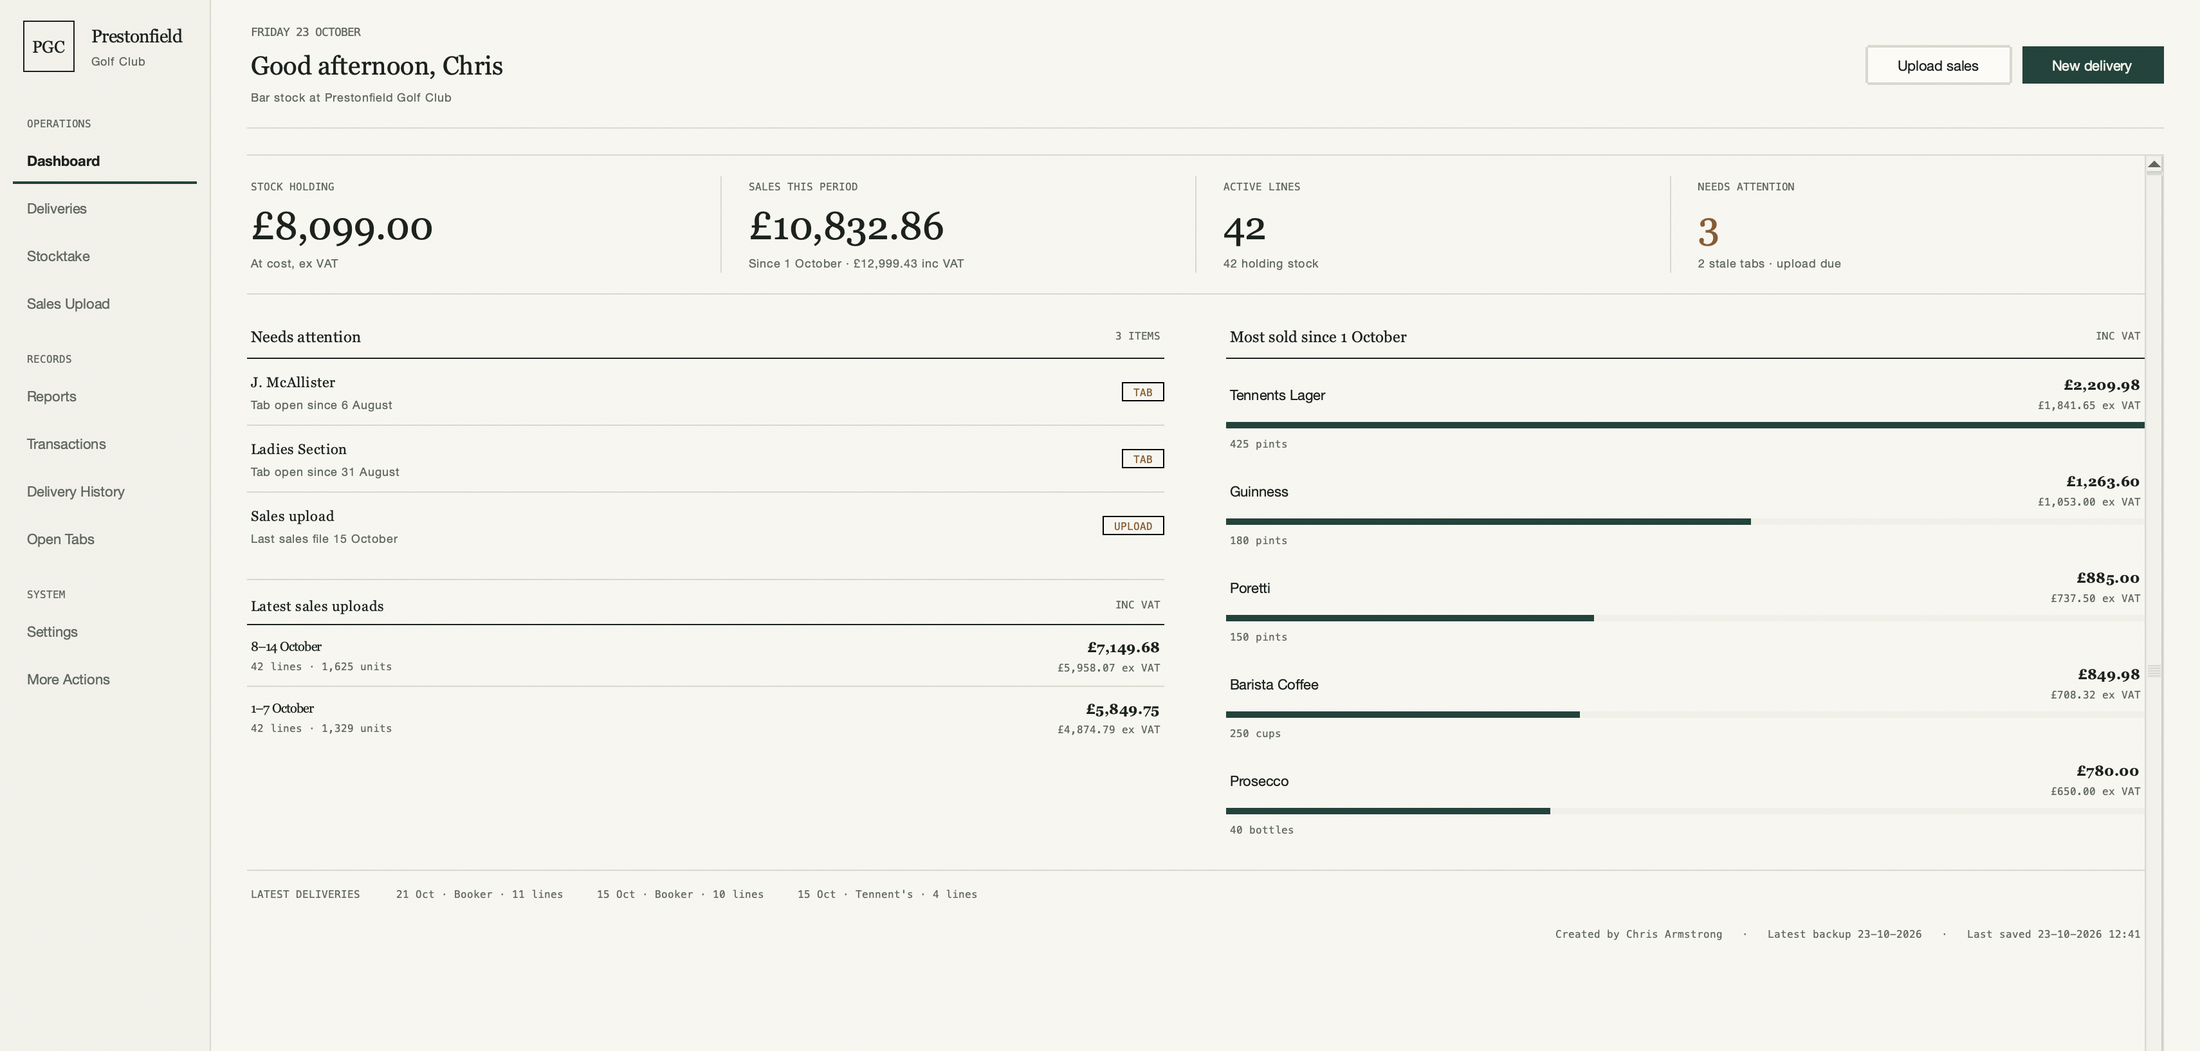 PGC
Prestonfield
Golf Club
OPERATIONS
Dashboard
Deliveries
Stocktake
Sales Upload
RECORDS
Reports
Transactions
Delivery History
Open Tabs
SYSTEM
Settings
More Actions
FRIDAY 23 OCTOBER
Good afternoon, Chris
Bar stock at Prestonfield Golf Club
Upload sales
New delivery
STOCK HOLDING
£8,099.00
At cost, ex VAT
SALES THIS PERIOD
£10,832.86
Since 1 October · £12,999.43 inc VAT
ACTIVE LINES
42
42 holding stock
NEEDS ATTENTION
3
2 stale tabs · upload due
Needs attention
3 ITEMS
J. McAllister
Tab open since 6 August
TAB
Ladies Section
Tab open since 31 August
TAB
Sales upload
Last sales file 15 October
UPLOAD
Latest sales uploads
INC VAT
8–14 October
£7,149.68
42 lines · 1,625 units
£5,958.07 ex VAT
1–7 October
£5,849.75
42 lines · 1,329 units
£4,874.79 ex VAT
Most sold since 1 October
INC VAT
Tennents Lager
£2,209.98
£1,841.65 ex VAT
425 pints
Guinness
£1,263.60
£1,053.00 ex VAT
180 pints
Poretti
£885.00
£737.50 ex VAT
150 pints
Barista Coffee
£849.98
£708.32 ex VAT
250 cups
Prosecco
£780.00
£650.00 ex VAT
40 bottles
LATEST DELIVERIES 21 Oct · Booker · 11 lines 15 Oct · Booker · 10 lines 15 Oct · Tennent's · 4 lines
Created by Chris Armstrong · Latest backup 23-10-2026 · Last saved 23-10-2026 12:41